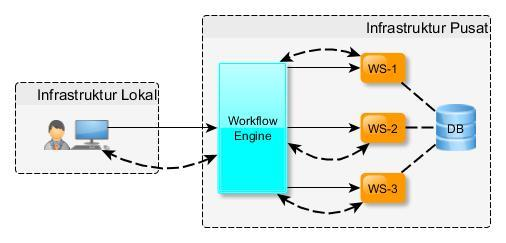 Infrastruktur Pusat
Infrastruktur Lokal
Workflow
Engine
WS-1
WS-2
WS-3
DB